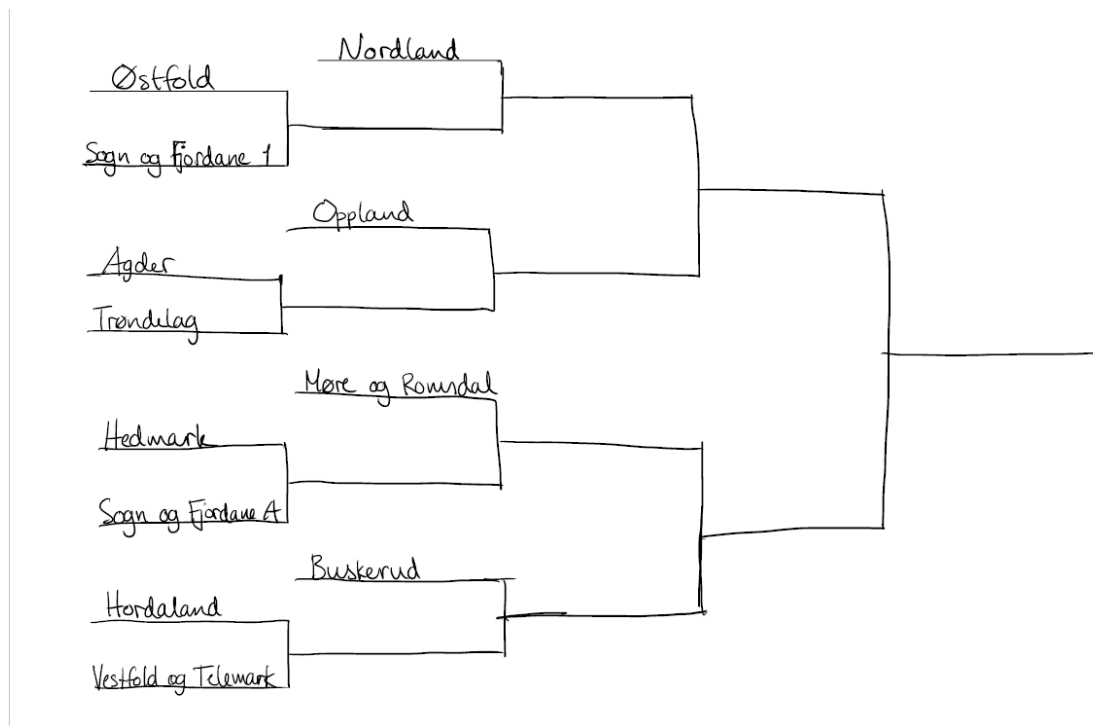 Nordland
Østfold
Sogn og Fjordane 1
Oppland
Agder
Trøndelag
Møre og Romsdal
Hedmark
Sogn og Fjordane A
Buskerud
Hordaland
Vestfold og Telemark